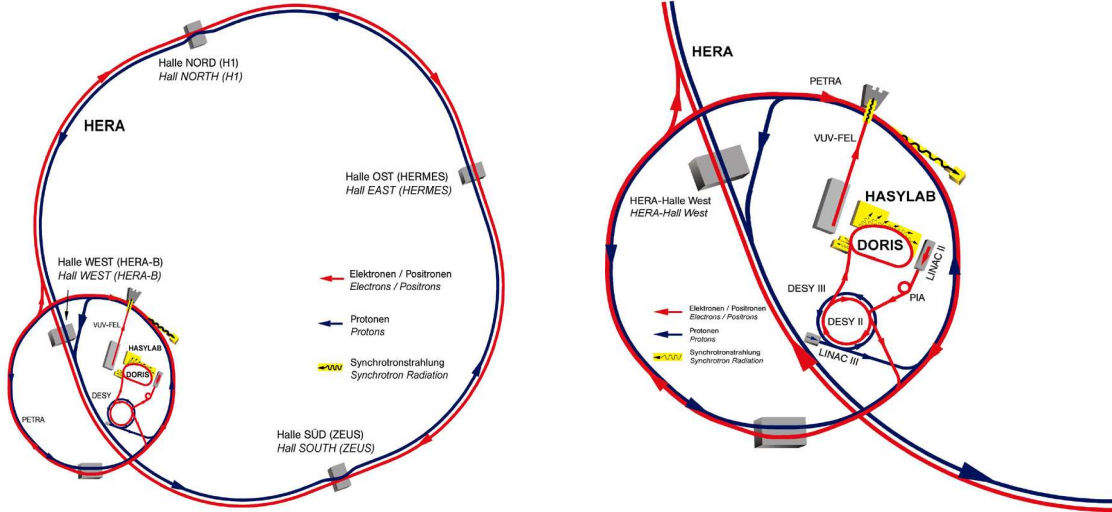 Halle NORD (H1)
Hall NORTH (H1)
HERA
Halle OST (HERMES)
Hall EAST (HERMES)
Halle WEST (HERA-B)
Hall WEST (HERA-B)
Elektronen / Positronen
Electrons / Positrons
Protonen
Protons
Synchrotronstrahlung
Synchrotron Radiation
VUV-FEL
HASYLAB
DORIS
DESY
PETRA
Halle SÜD (ZEUS)
Hall SOUTH (ZEUS)
HERA
PETRA
VUV-FEL
HERA-Halle West
HERA-Hall West
HASYLAB
DORIS
LINAC II
DESY III
PIA
DESY II
LINAC III
Elektronen / Positronen
Electrons / Positrons
Protonen
Protons
Synchrotronstrahlung
Synchrotron Radiation